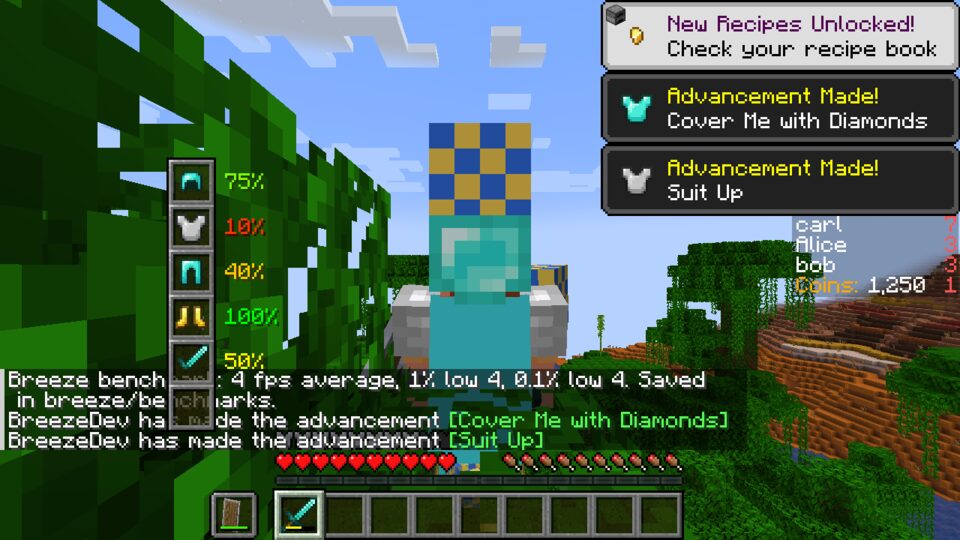 New Recipes Unlocked!
Check your recipe book
Advancement Made!
Cover Me with Diamonds
Advancement Made!
Suit Up
carl 7
Alice 3
bob 3
Coins: 1,250 1
75%
10%
40%
100%
50%
Breeze : 4 fps average, 1% low 4, 0.1% low 4. Saved
in breeze/benchmarks.
BreezeDev has made the advancement [Cover Me with Diamonds]
BreezeDev has made the advancement [Suit Up]